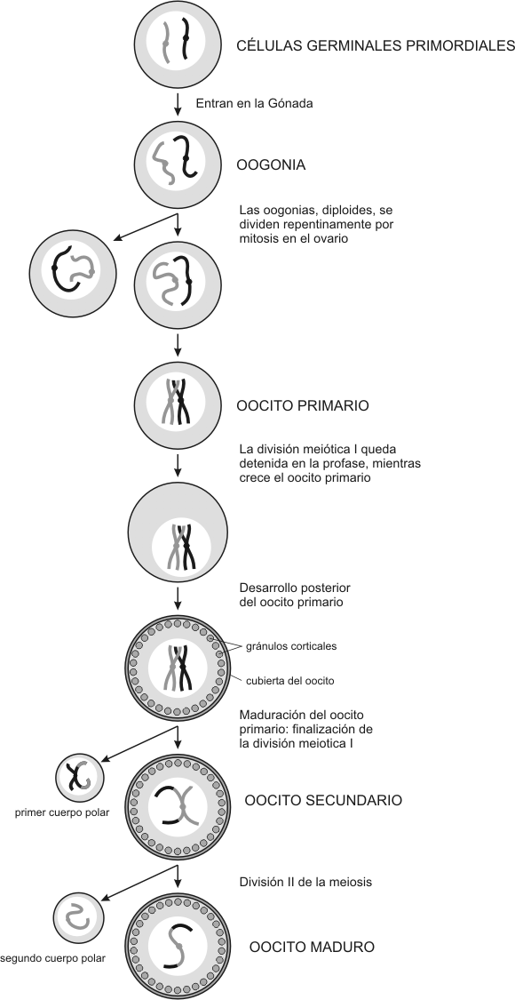 CÉLULAS GERMINALES PRIMORDIALES
Entran en la Gónada
OOGONIA
Las oogonias, diploides, se
dividen repentinamente por
mitosis en el ovario
OOCITO PRIMARIO
La división meiótica I queda
detenida en la profase, mientras
crece el oocito primario
Desarrollo posterior
del oocito primario
gránulos corticales
cubierta del oocito
Maduración del oocito
primario: finalización de
la división meiotica I
primer cuerpo polar
OOCITO SECUNDARIO
División II de la meiosis
segundo cuerpo polar
OOCITO MADURO